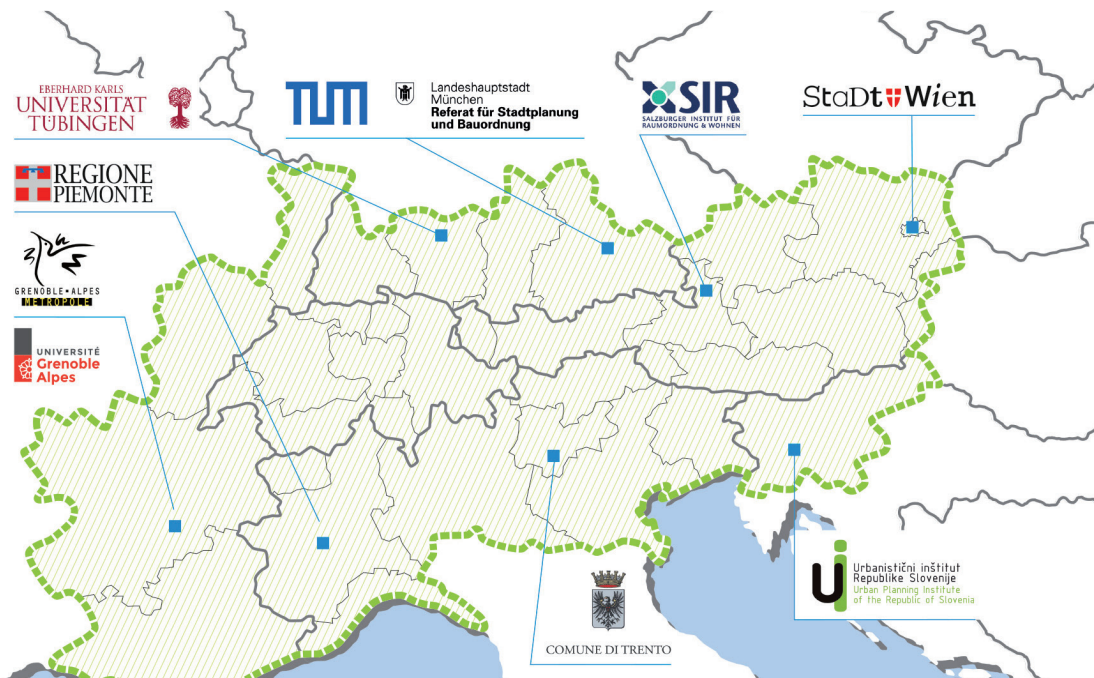 EBERHARD KARLS
UNIVERSITÄT
TÜBINGEN
TUM
Landeshauptstadt
München
Referat für Stadtplanung
und Bauordnung
SIR
SALZBURGER INSTITUT FÜR
RAUMORDNUNG & WOHNEN
StaDt Wien
REGIONE
PIEMONTE
GRENOBLE•ALPES
METROPOLE
UNIVERSITÉ
Grenoble
Alpes
COMUNE DI TRENTO
ui
Urbanistični inštitut
Republike Slovenije
Urban Planning Institute
of the Republic of Slovenia